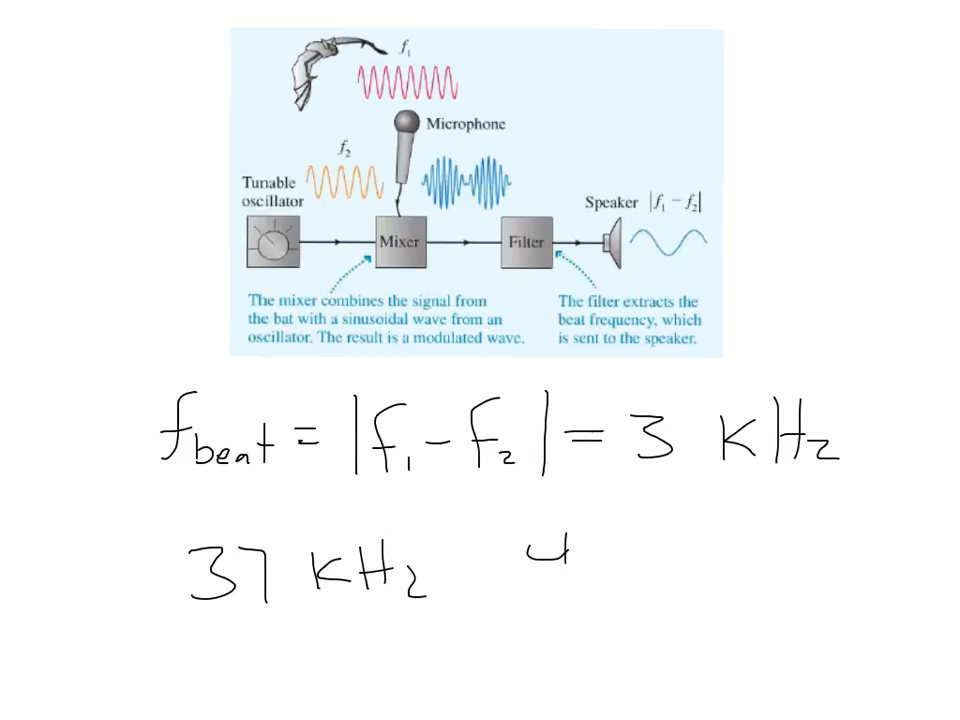 f₁
Microphone
f₂
Tunable
oscillator
Speaker |f₁ − f₂|
Mixer
Filter
The mixer combines the signal from
the bat with a sinusoidal wave from an
oscillator. The result is a modulated wave.
The filter extracts the
beat frequency, which
is sent to the speaker.
f beat = |f₁ − f₂| = 3 KHz
37 KHz 4